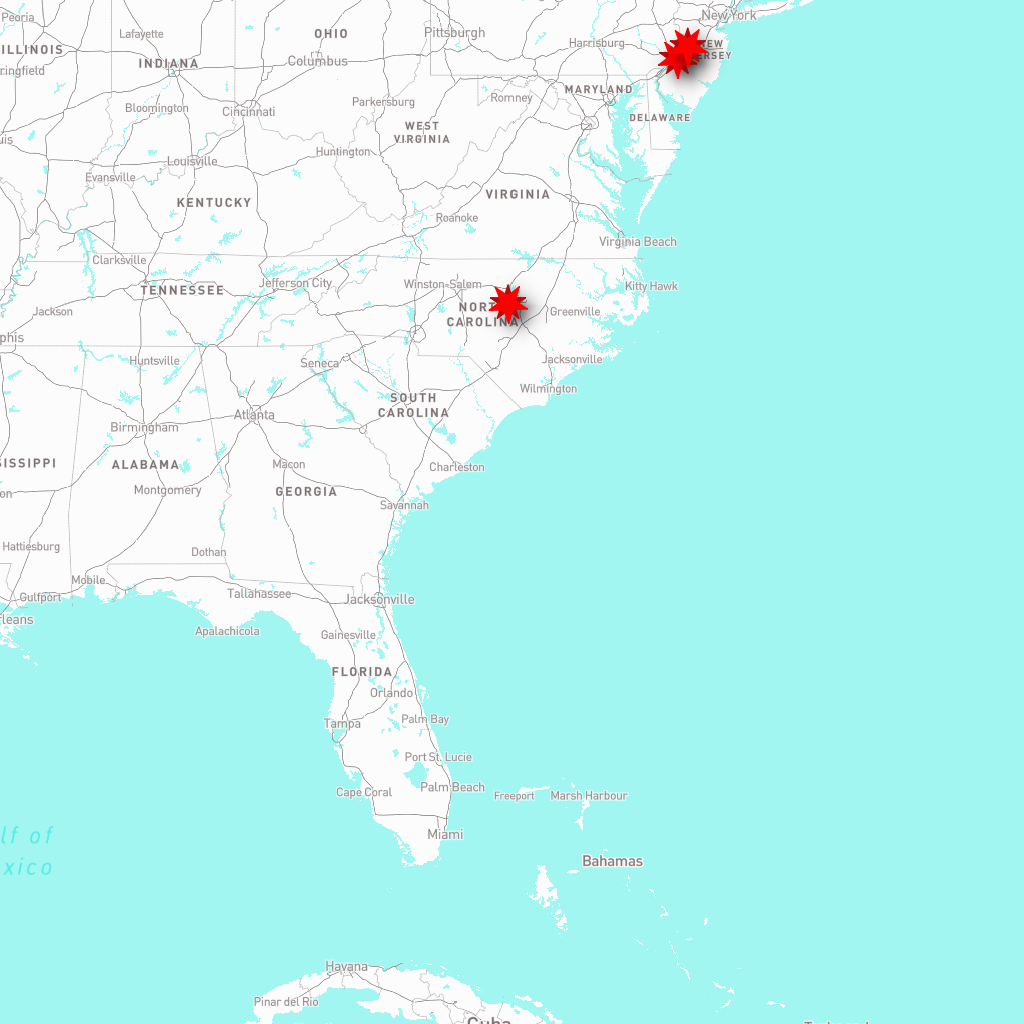 New York
Peoria
Lafayette
OHIO
Pittsburgh
Harrisburg
NEW
JERSEY
ILLINOIS
INDIANA
Columbus
ringfield
MARYLAND
Romney
Parkersburg
Bloomington
Cincinnati
DELAWARE
WEST
VIRGINIA
uis
Huntington
Louisville
Evansville
VIRGINIA
KENTUCKY
Roanoke
Virginia Beach
Clarksville
Jefferson City
Winston-Salem
Kitty Hawk
TENNESSEE
NORTH
CAROLINA
Greenville
Jackson
phis
Huntsville
Seneca
Jacksonville
Wilmington
SOUTH
CAROLINA
Atlanta
Birmingham
SISSIPPI
ALABAMA
Macon
Charleston
on
Montgomery
GEORGIA
Savannah
Hattiesburg
Dothan
Mobile
Gulfport
Tallahassee
Jacksonville
rleans
Apalachicola
Gainesville
FLORIDA
Orlando
Tampa
Palm Bay
Port St. Lucie
Cape Coral
Palm Beach
Freeport
Marsh Harbour
lf of
xico
Miami
Bahamas
Havana
Pinar del Rio
Cuba